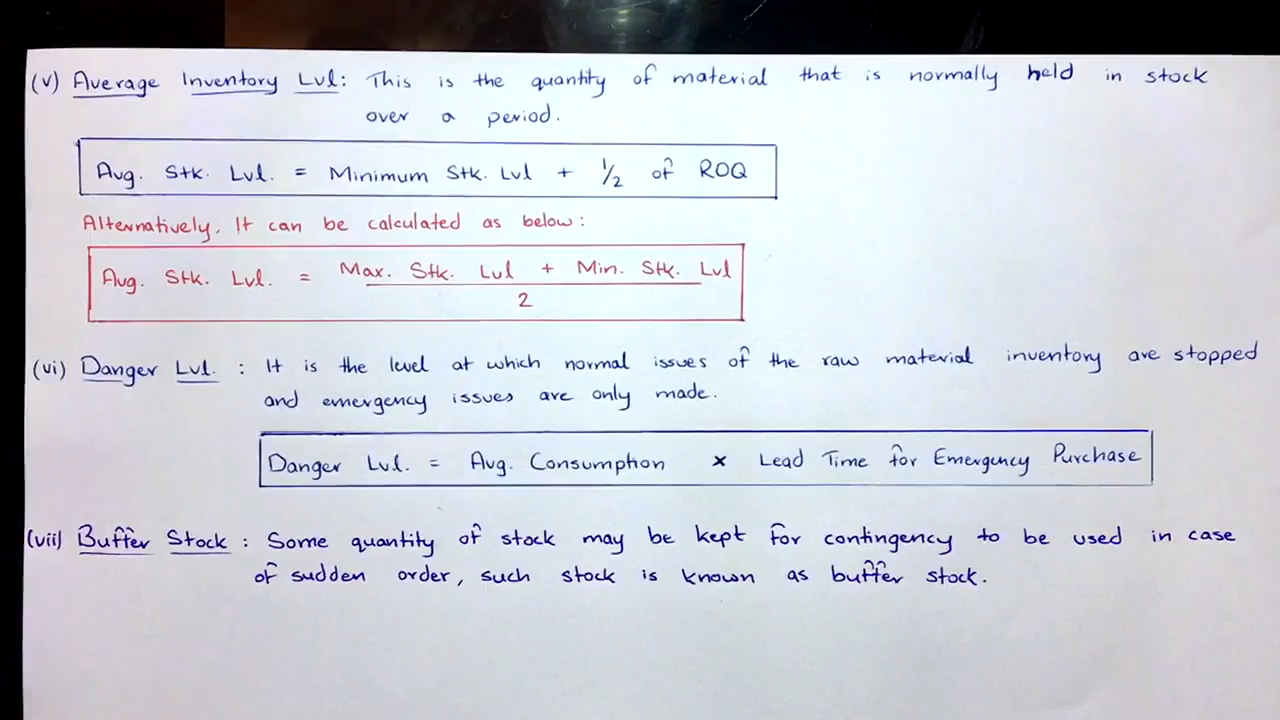 (v) Average Inventory Lvl: This is the quantity of material that is normally held in stock
over a period.
Avg. Stk. Lvl. = Minimum Stk. Lvl + 1/2 of ROQ
Alternatively, It can be calculated as below:
Avg. Stk. Lvl. = Max. Stk. Lvl + Min. Stk. Lvl
2
(vi) Danger Lvl. : It is the level at which normal issues of the raw material inventory are stopped
and emergency issues are only made.
Danger Lvl. = Avg. Consumption × Lead Time for Emergency Purchase
(vii) Buffer Stock : Some quantity of stock may be kept for contingency to be used in case
of sudden order, such stock is known as buffer stock.